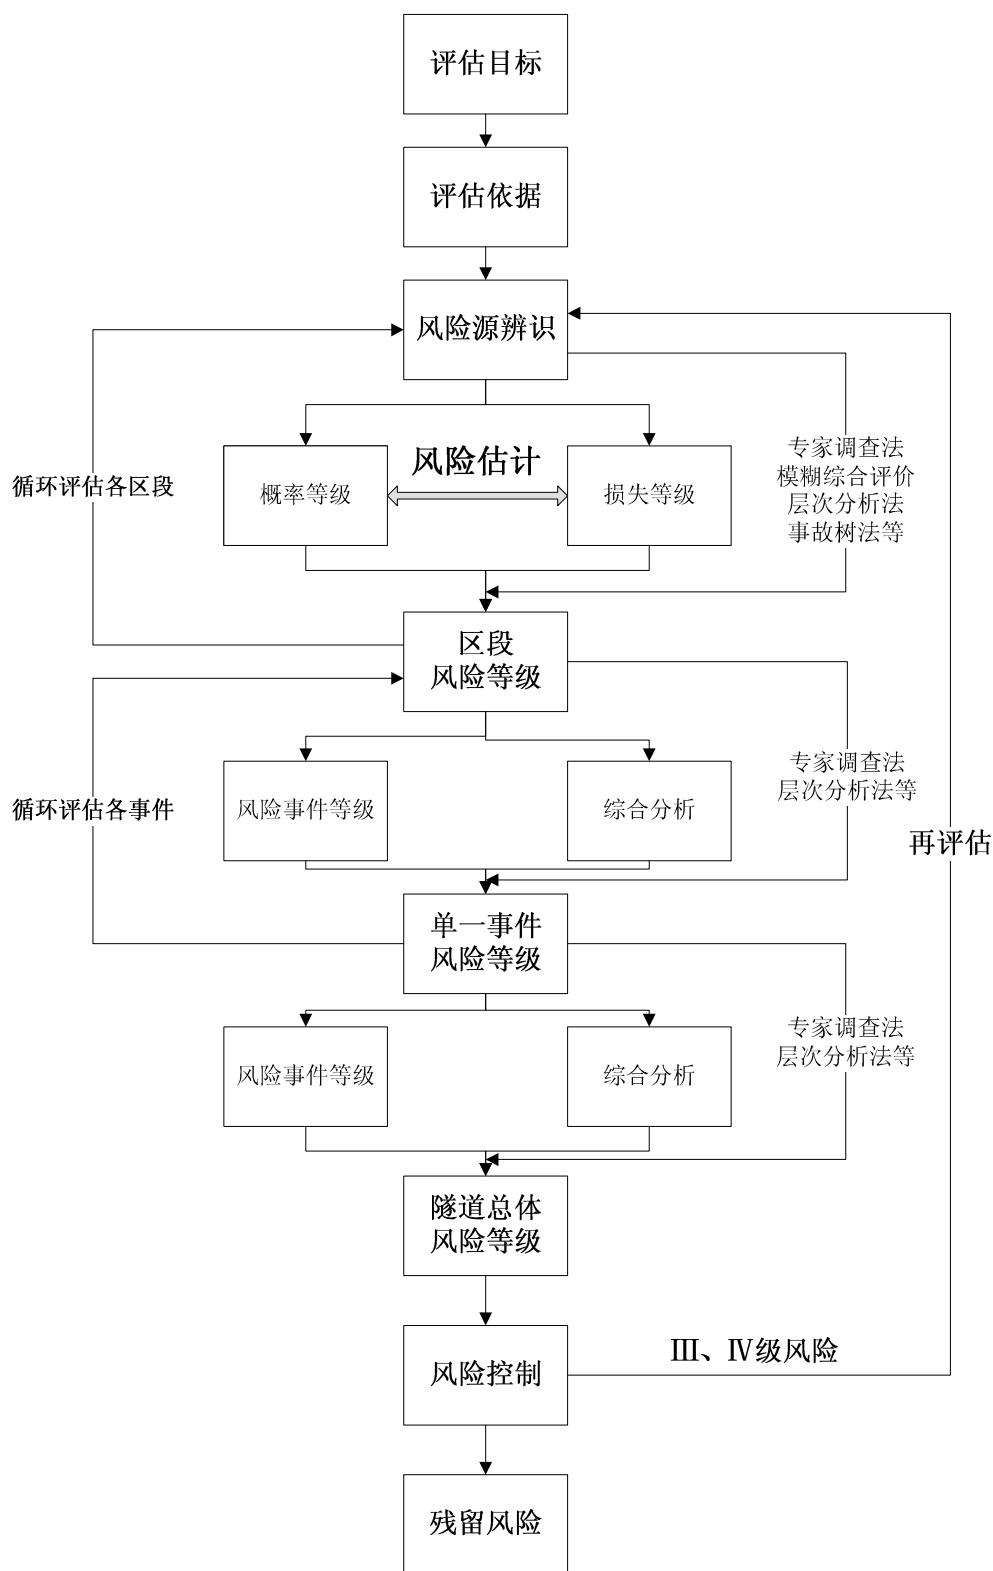 评估目标
评估依据
风险源辨识
风险估计
概率等级
损失等级
循环评估各区段
专家调查法
模糊综合评价
层次分析法
事故树法等
区段
风险等级
专家调查法
层次分析法等
风险事件等级
综合分析
循环评估各事件
再评估
单一事件
风险等级
专家调查法
层次分析法等
风险事件等级
综合分析
隧道总体
风险等级
Ⅲ、Ⅳ级风险
风险控制
残留风险